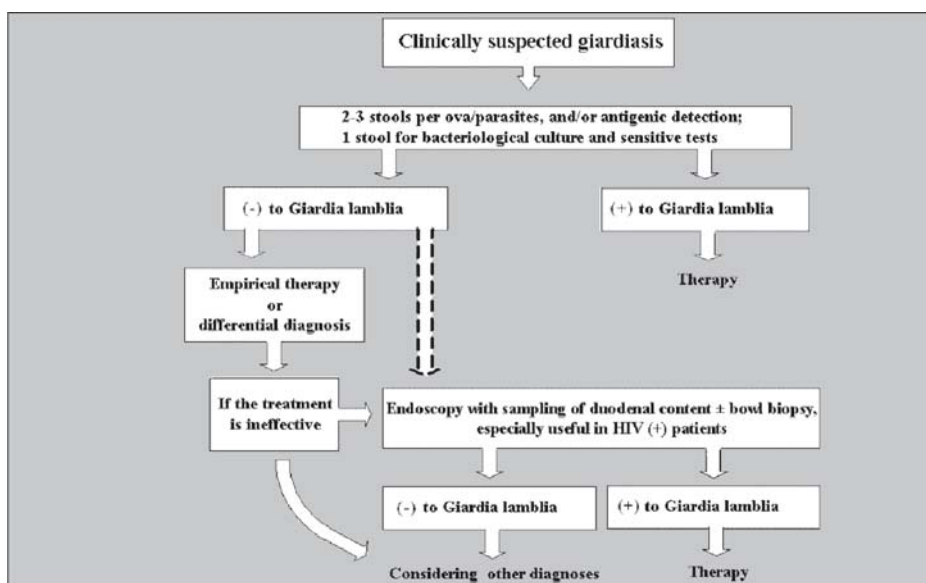 Clinically suspected giardiasis
2-3 stools per ova/parasites, and/or antigenic detection;
1 stool for bacteriological culture and sensitive tests
(-) to Giardia lamblia
(+) to Giardia lamblia
Therapy
Empirical therapy
or
differential diagnosis
If the treatment
is ineffective
Endoscopy with sampling of duodenal content ± bowl biopsy,
especially useful in HIV (+) patients
(-) to Giardia lamblia
(+) to Giardia lamblia
Considering other diagnoses
Therapy